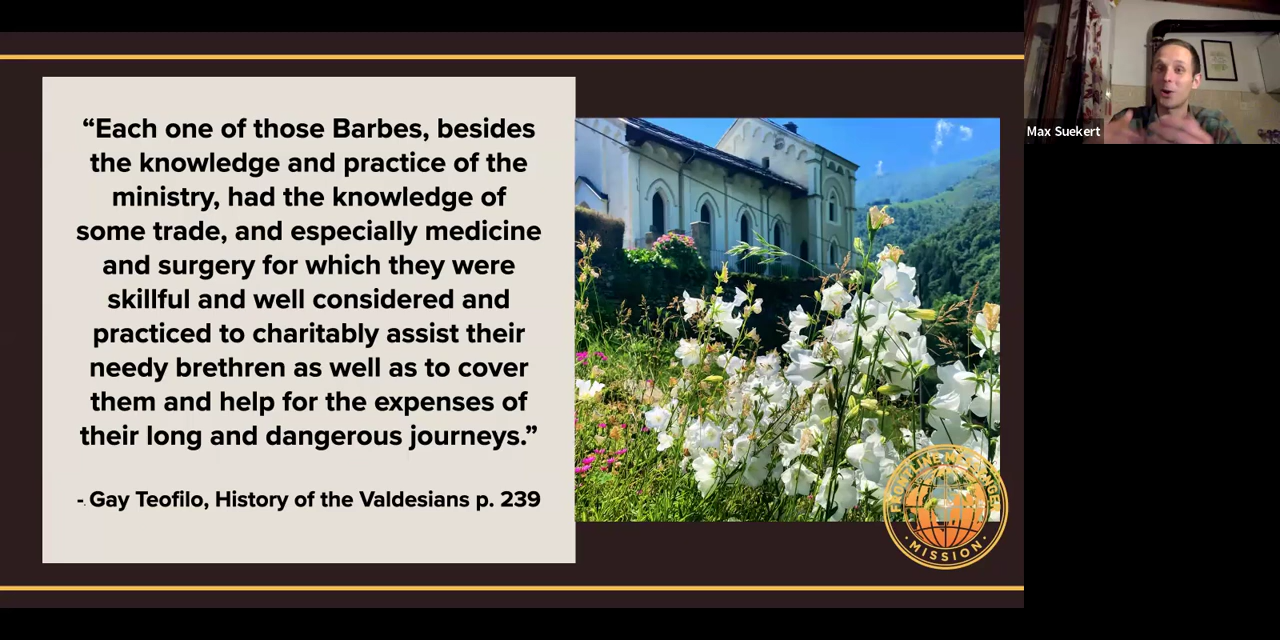 “Each one of those Barbes, besides
the knowledge and practice of the
ministry, had the knowledge of
some trade, and especially medicine
and surgery for which they were
skillful and well considered and
practiced to charitably assist their
needy brethren as well as to cover
them and help for the expenses of
their long and dangerous journeys.”
- Gay Teofilo, History of the Valdesians p. 239
MISSION
Max Suekert